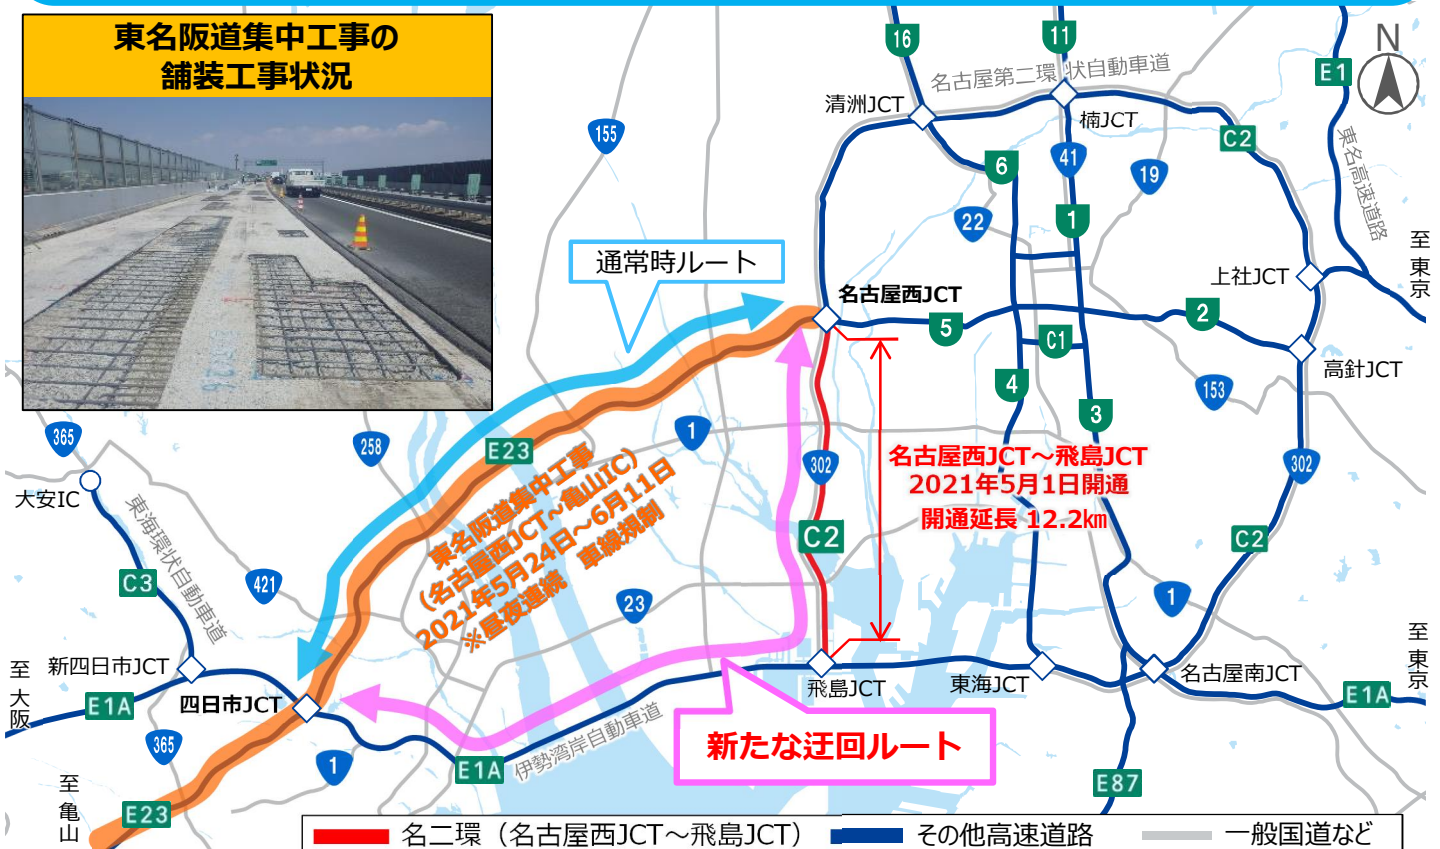 東名阪道集中工事の
舗装工事状況
16
11
名古屋第二環状自動車道
N
E1
清洲JCT
楠JCT
C2
155
6
41
19
東名高速道路
22
1
至東京
通常時ルート
上社JCT
名古屋西JCT
5
2
C1
高針JCT
4
153
3
365
258
1
E23
名古屋西JCT～飛島JCT
2021年5月1日開通
開通延長 12.2km
302
302
大安IC
東海環状自動車道
東名阪道集中工事
（名古屋西JCT~亀山IC）
2021年5月24日～6月11日
※昼夜連続　車線規制
C2
C2
C3
421
23
1
至大阪
新四日市JCT
飛島JCT
東海JCT
名古屋南JCT
至東京
E1A
四日市JCT
E1A
365
1
E1A
伊勢湾岸自動車道
新たな迂回ルート
E87
至亀山
E23
名二環（名古屋西JCT～飛島JCT）
その他高速道路
一般国道など